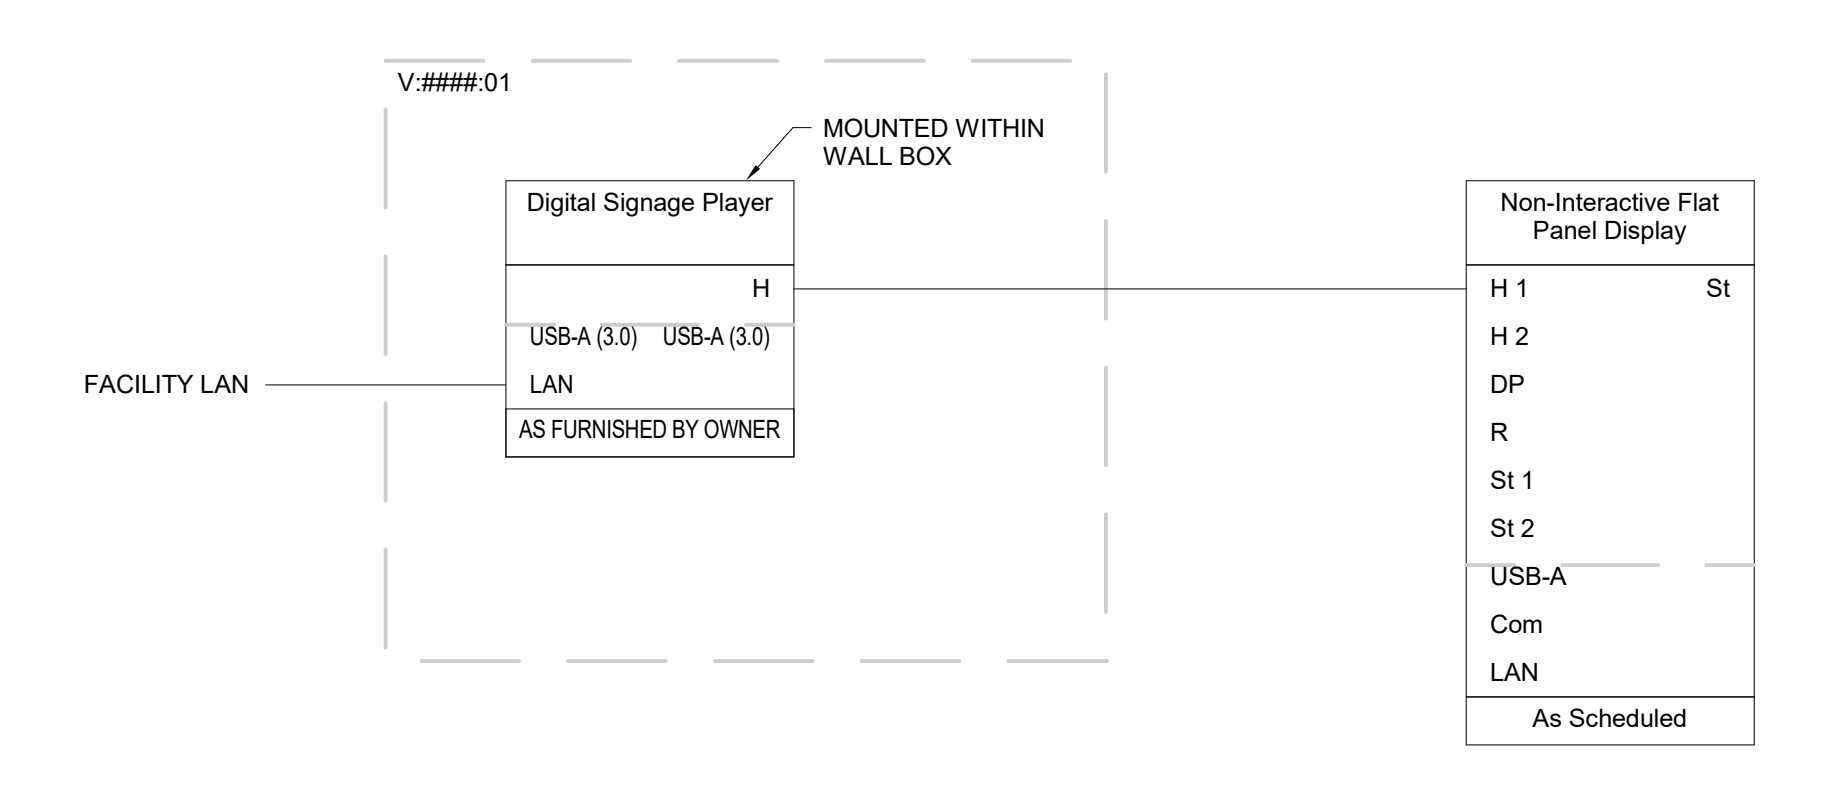 V:####:01
MOUNTED WITHIN
WALL BOX
Digital Signage Player
H
USB-A (3.0) USB-A (3.0)
FACILITY LAN
LAN
AS FURNISHED BY OWNER
Non-Interactive Flat
Panel Display
H 1 St
H 2
DP
R
St 1
St 2
USB-A
Com
LAN
As Scheduled